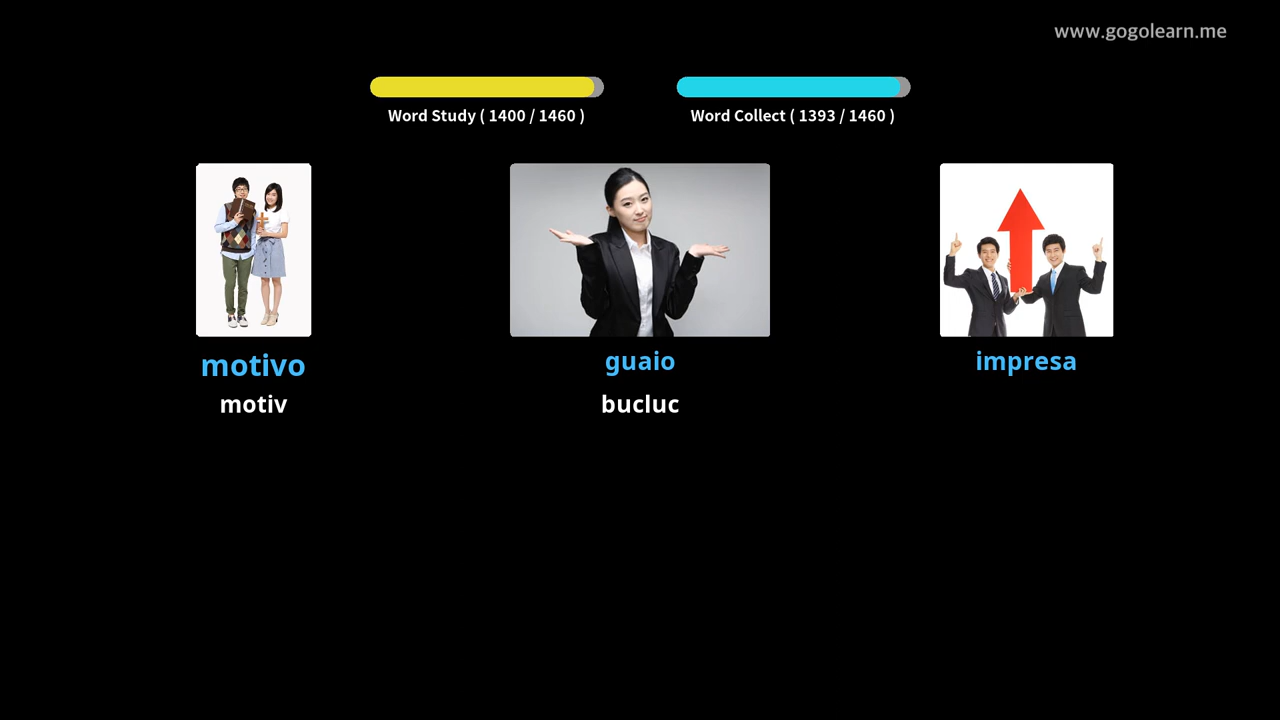 www.gogolearn.me
Word Study ( 1400 / 1460 )
Word Collect ( 1393 / 1460 )
motivo
guaio
impresa
motiv
bucluc